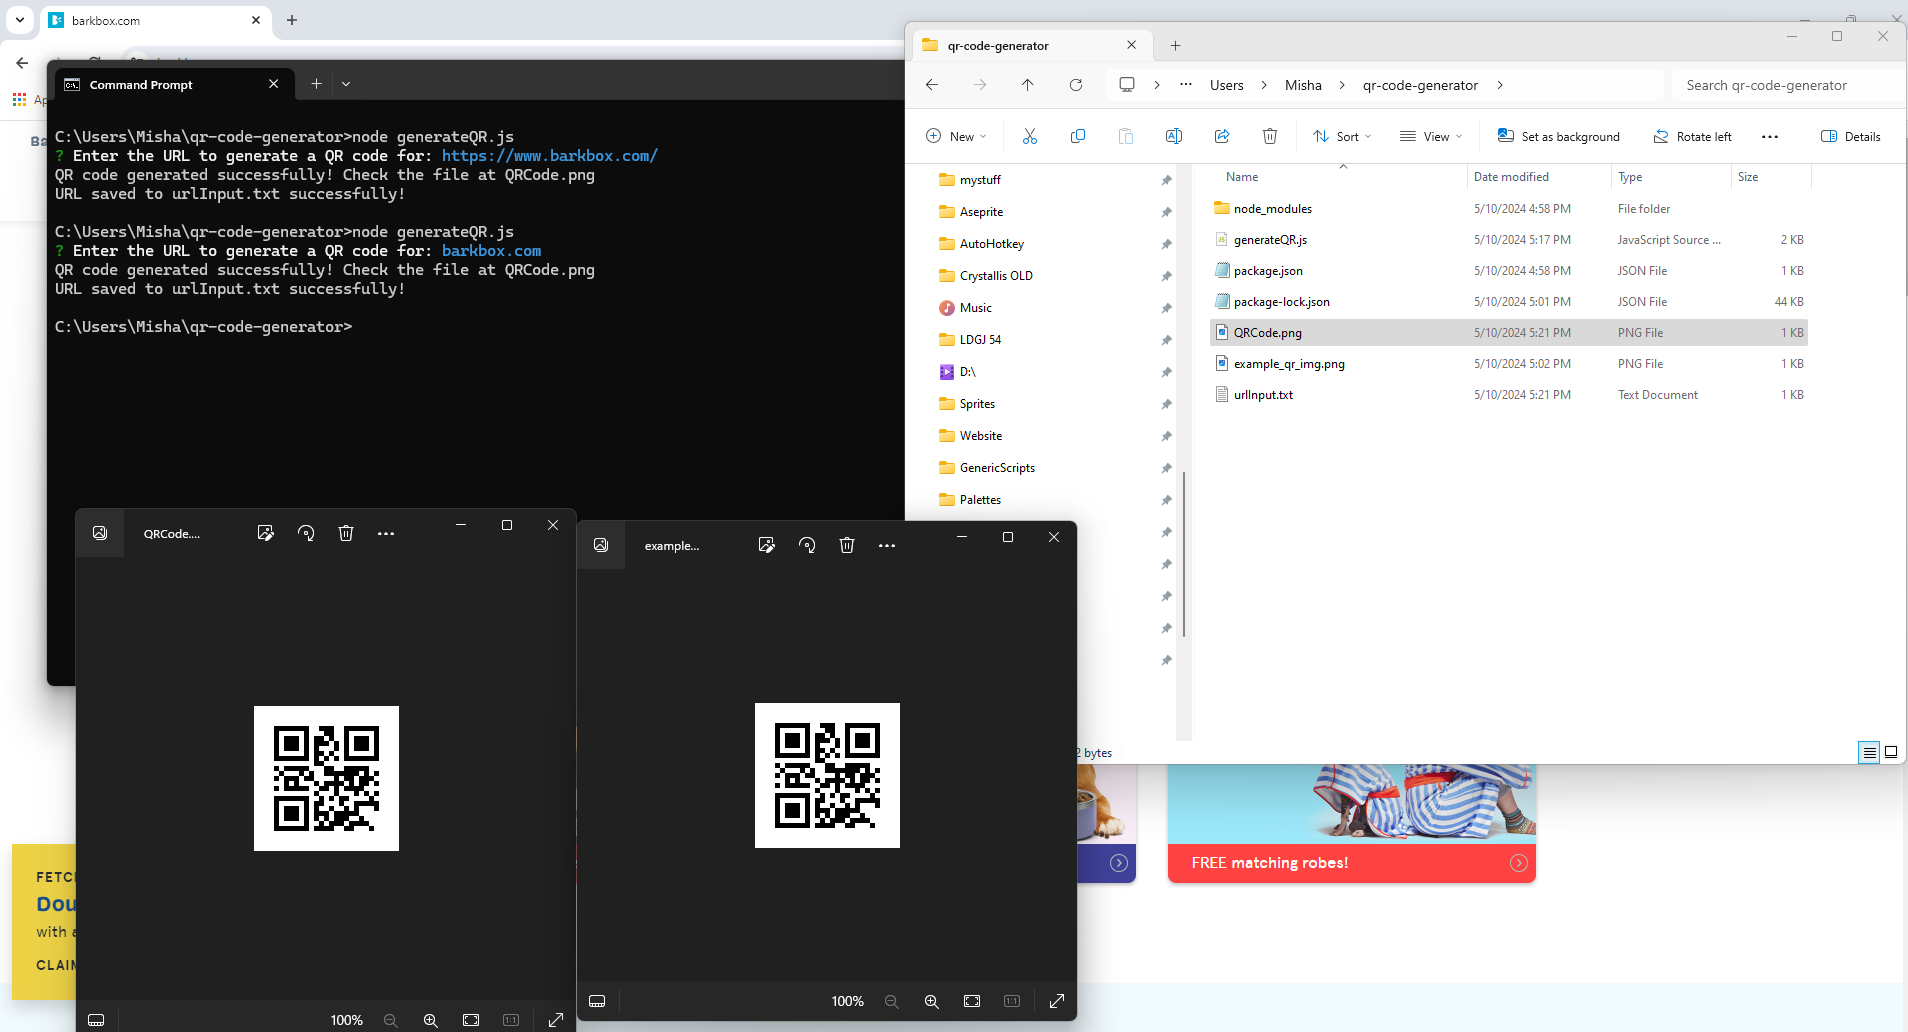 barkbox.com
Ap
Ba
Command Prompt
C:\Users\Misha\qr-code-generator>node generateQR.js
? Enter the URL to generate a QR code for: https://www.barkbox.com/
QR code generated successfully! Check the file at QRCode.png
URL saved to urlInput.txt successfully!
C:\Users\Misha\qr-code-generator>node generateQR.js
? Enter the URL to generate a QR code for: barkbox.com
QR code generated successfully! Check the file at QRCode.png
URL saved to urlInput.txt successfully!
C:\Users\Misha\qr-code-generator>
qr-code-generator
Users Misha qr-code-generator
Search qr-code-generator
New Sort View Set as background Rotate left Details
mystuff
Aseprite
AutoHotkey
Crystallis OLD
Music
LDGJ 54
D:\
Sprites
Website
GenericScripts
Palettes
Name Date modified Type Size
node_modules 5/10/2024 4:58 PM File folder
generateQR.js 5/10/2024 5:17 PM JavaScript Source ... 2 KB
package.json 5/10/2024 4:58 PM JSON File 1 KB
package-lock.json 5/10/2024 5:01 PM JSON File 44 KB
QRCode.png 5/10/2024 5:21 PM PNG File 1 KB
example_qr_img.png 5/10/2024 5:02 PM PNG File 1 KB
urlInput.txt 5/10/2024 5:21 PM Text Document 1 KB
2 bytes
QRCode....
100%
1:1
example...
100%
1:1
FETC
Dou
with a
CLAIM
FREE matching robes!